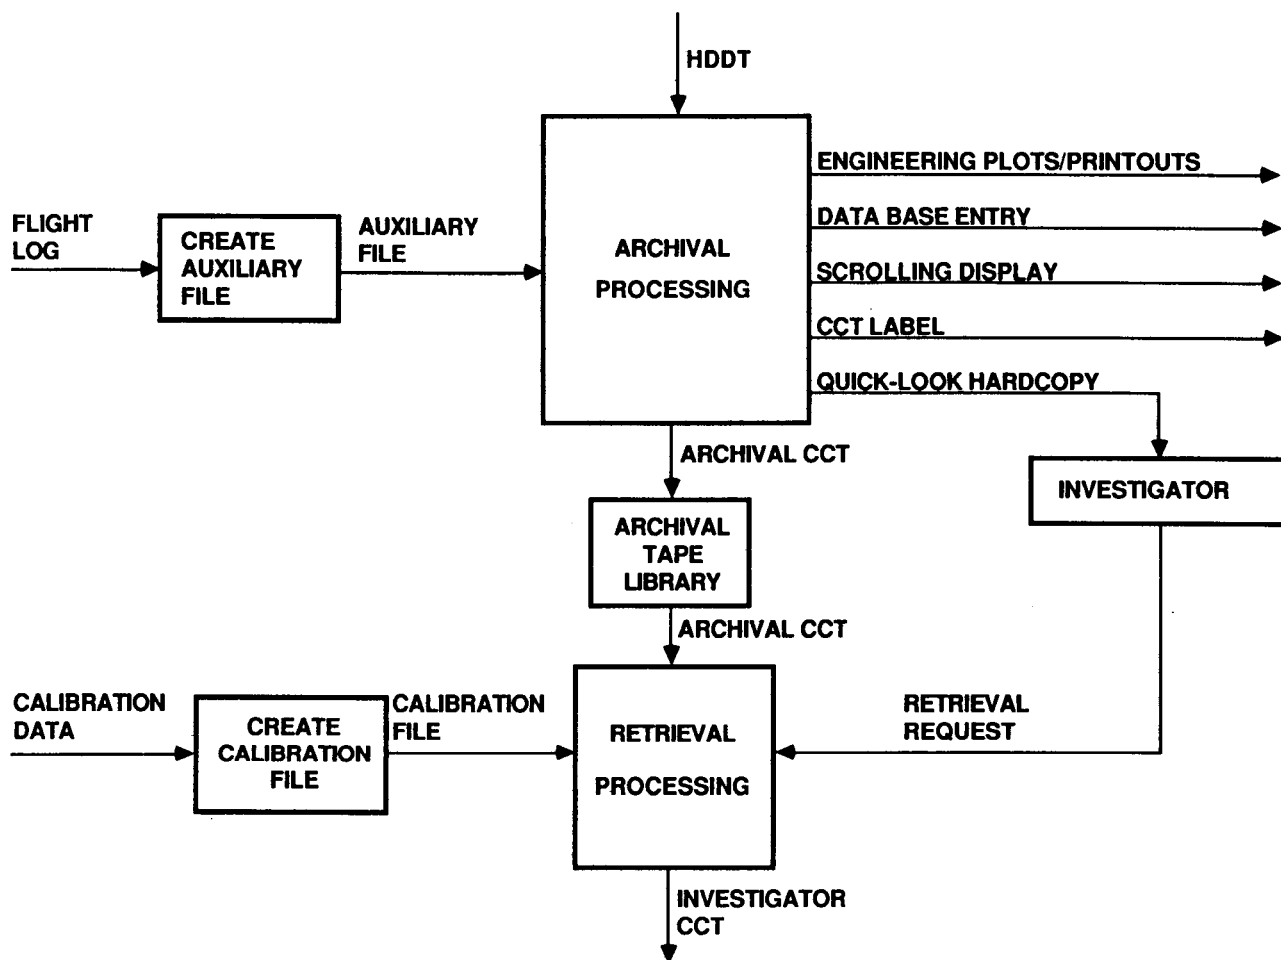 HDDT
ENGINEERING PLOTS/PRINTOUTS
FLIGHT
LOG
CREATE
AUXILIARY
FILE
AUXILIARY
FILE
ARCHIVAL
PROCESSING
DATA BASE ENTRY
SCROLLING DISPLAY
CCT LABEL
QUICK-LOOK HARDCOPY
ARCHIVAL CCT
INVESTIGATOR
ARCHIVAL
TAPE
LIBRARY
ARCHIVAL CCT
CALIBRATION
DATA
CREATE
CALIBRATION
FILE
CALIBRATION
FILE
RETRIEVAL
PROCESSING
RETRIEVAL
REQUEST
INVESTIGATOR
CCT